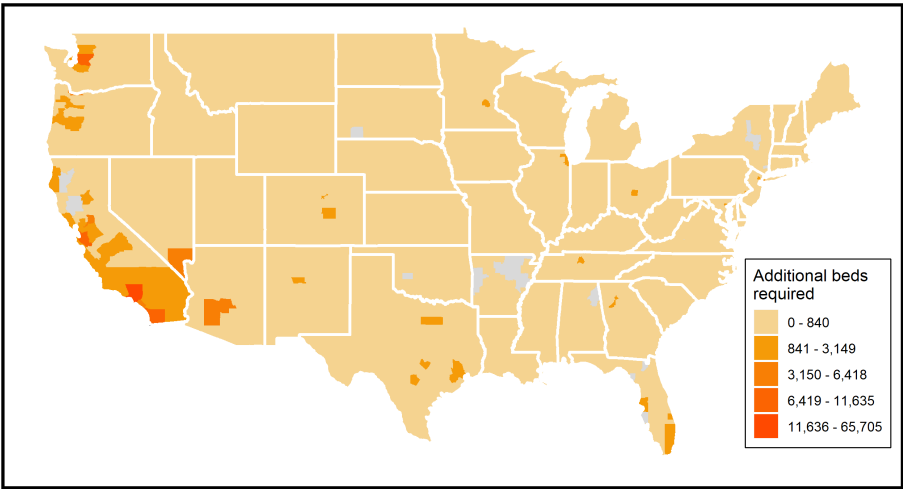 Additional beds
required
0 - 840
841 - 3,149
3,150 - 6,418
6,419 - 11,635
11,636 - 65,705